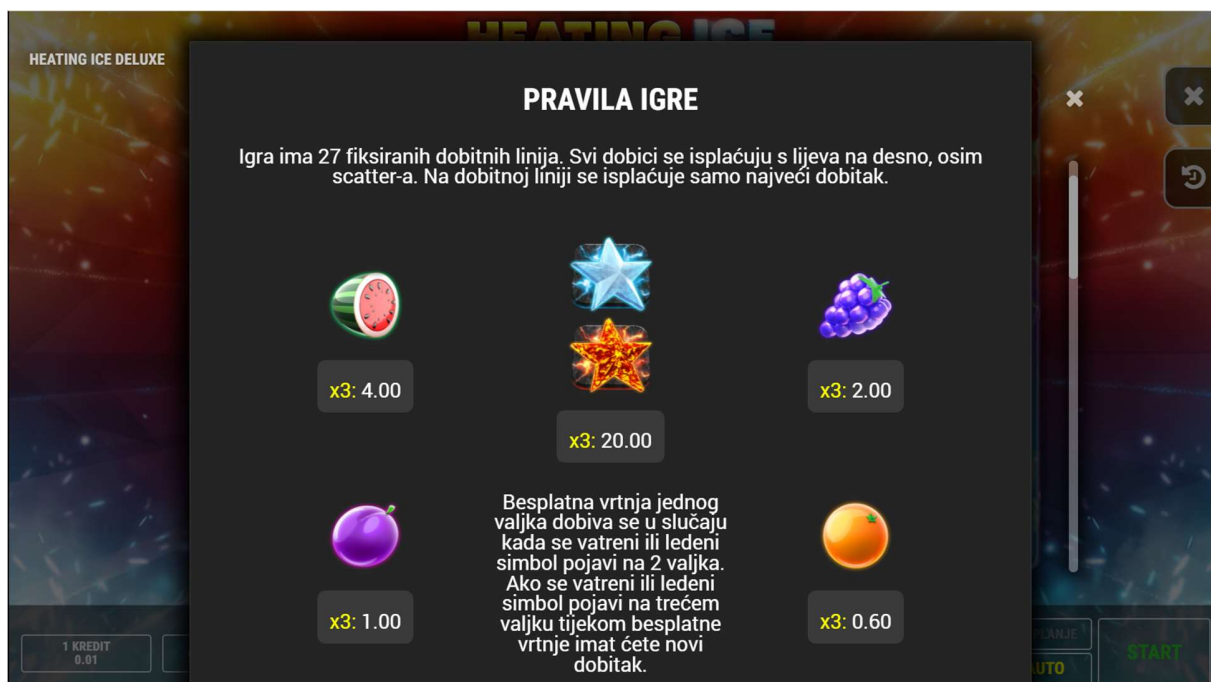 HEATING ICE
HEATING ICE DELUXE
PRAVILA IGRE
Igra ima 27 fiksiranih dobitnih linija. Svi dobici se isplaćuju s lijeva na desno, osim
scatter-a. Na dobitnoj liniji se isplaćuje samo najveći dobitak.
x3: 4.00
x3: 20.00
x3: 2.00
Besplatna vrtnja jednog
valjka dobiva se u slučaju
kada se vatreni ili ledeni
simbol pojavi na 2 valjka.
Ako se vatreni ili ledeni
simbol pojavi na trećem
valjku tijekom besplatne
vrtnje imat ćete novi
dobitak.
x3: 1.00
x3: 0.60
1 KREDIT
0.01
START